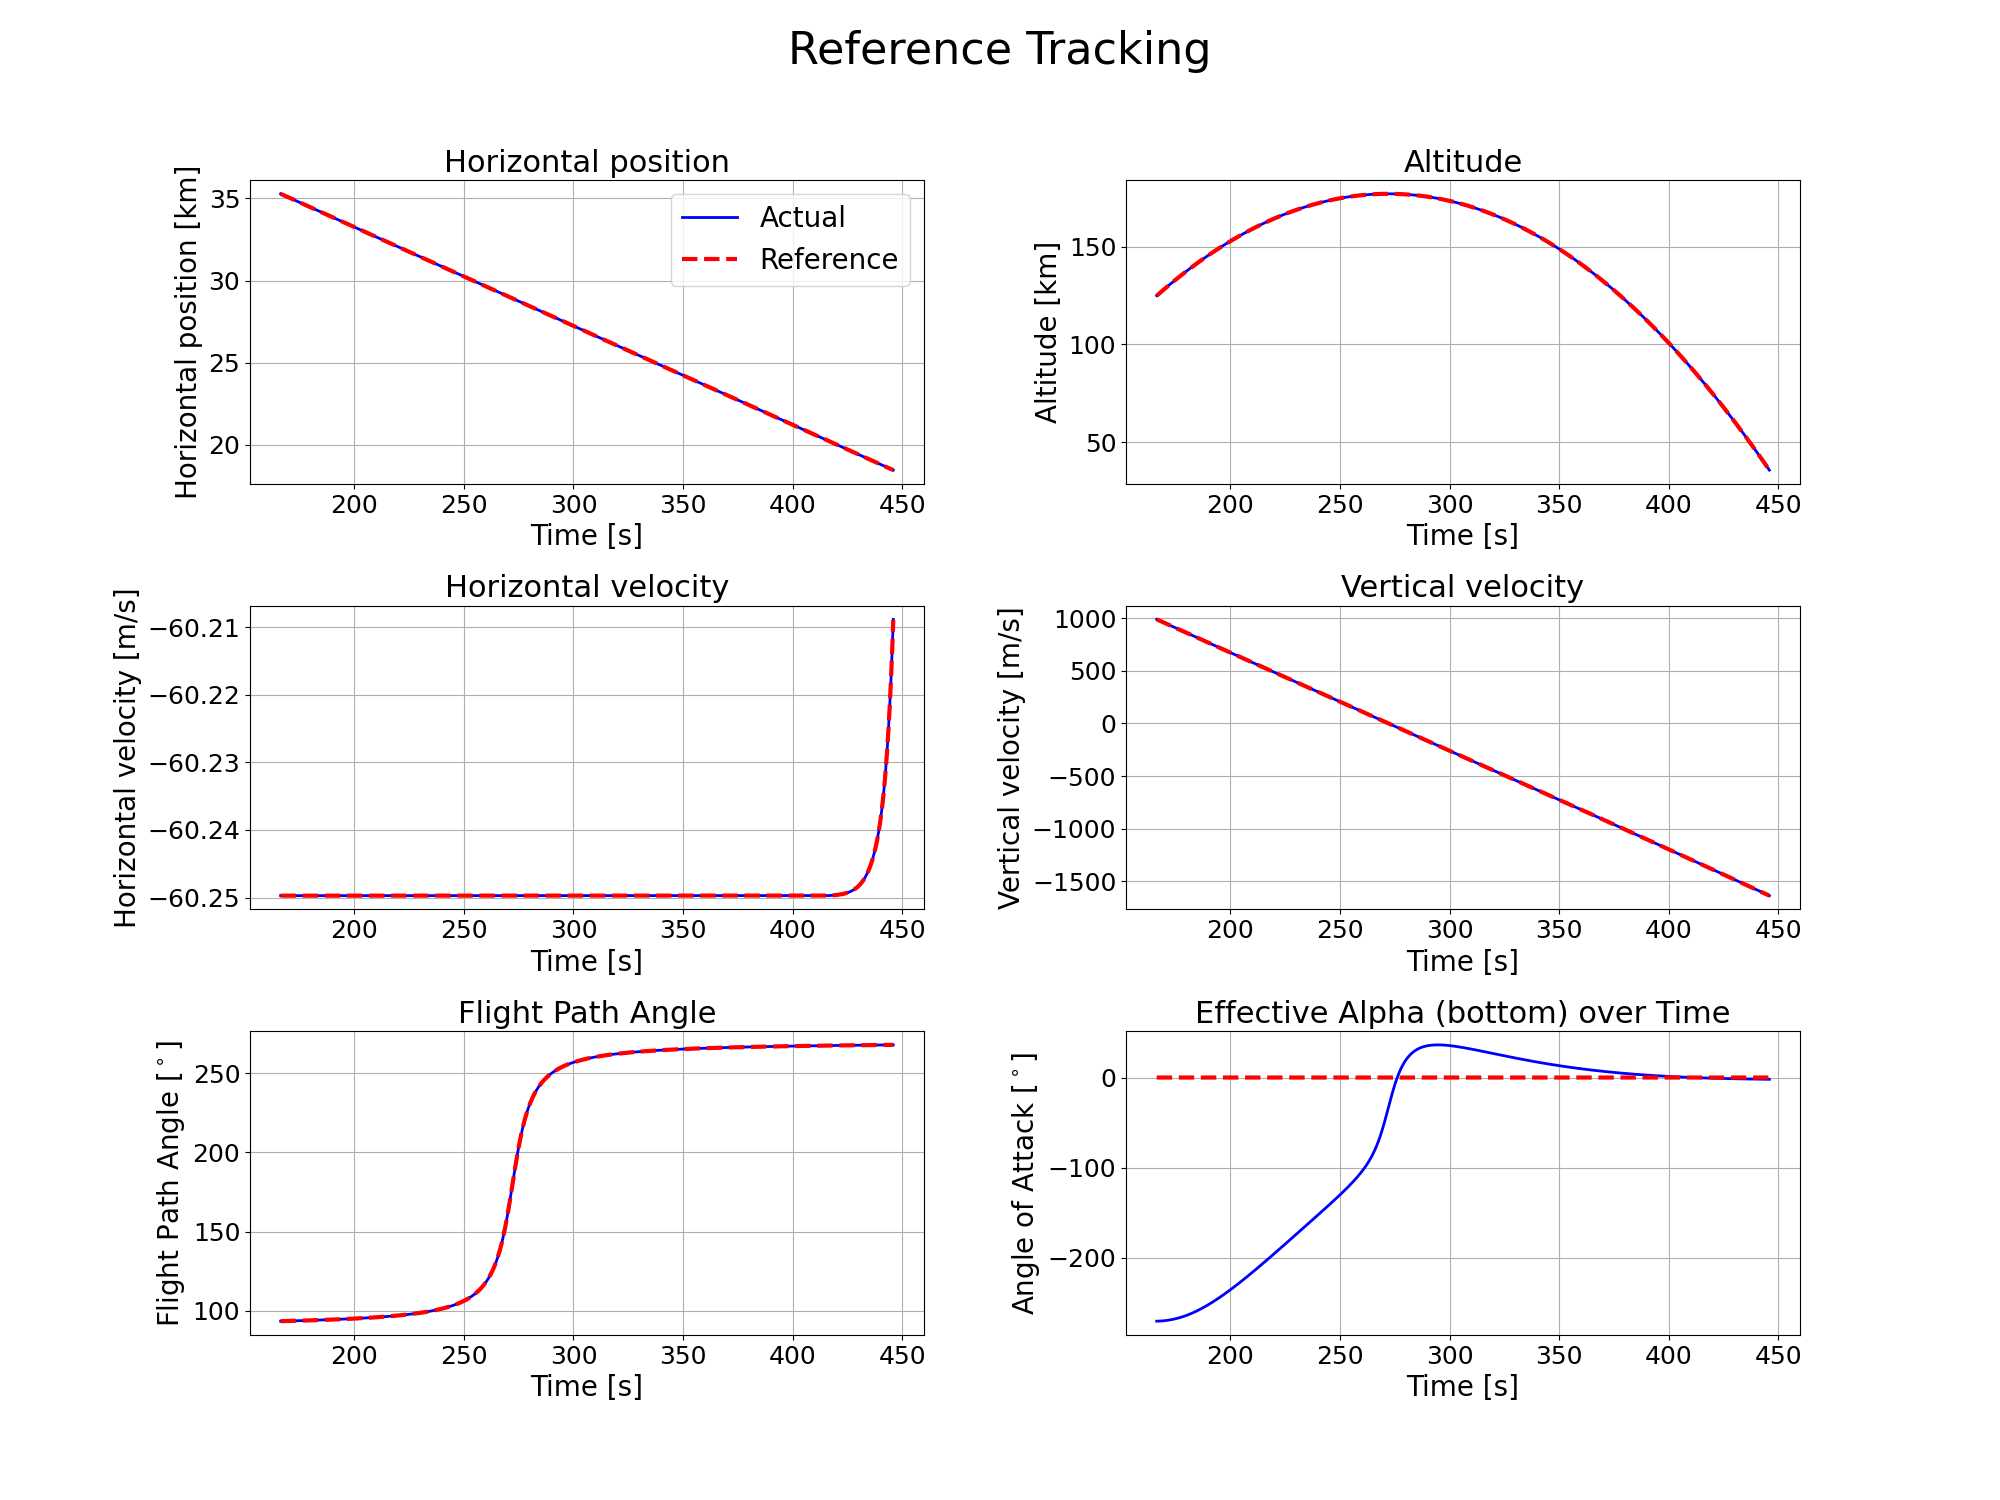 Reference Tracking
Horizontal position
Horizontal position [km]
35
30
25
20
Actual
Reference
200 250 300 350 400 450
Time [s]
Altitude
Altitude [km]
150
100
50
200 250 300 350 400 450
Time [s]
Horizontal velocity
Horizontal velocity [m/s]
−60.21
−60.22
−60.23
−60.24
−60.25
200 250 300 350 400 450
Time [s]
Vertical velocity
Vertical velocity [m/s]
1000
500
0
−500
−1000
−1500
200 250 300 350 400 450
Time [s]
Flight Path Angle
Flight Path Angle [°]
250
200
150
100
200 250 300 350 400 450
Time [s]
Effective Alpha (bottom) over Time
Angle of Attack [°]
0
−100
−200
200 250 300 350 400 450
Time [s]